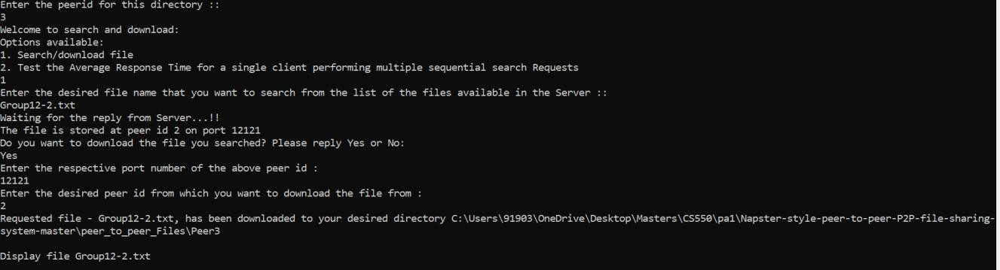 Enter the peerid for this directory ::
3
Welcome to search and download:
Options available:
1. Search/download file
2. Test the Average Response Time for a single client performing multiple sequential search Requests
1
Enter the desired file name that you want to search from the list of the files available in the Server ::
Group12-2.txt
Waiting for the reply from Server...!!
The file is stored at peer id 2 on port 12121
Do you want to download the file you searched? Please reply Yes or No:
Yes
Enter the respective port number of the above peer id :
12121
Enter the desired peer id from which you want to download the file from :
2
Requested file - Group12-2.txt, has been downloaded to your desired directory C:\Users\91903\OneDrive\Desktop\Masters\CS550\pa1\Napster-style-peer-to-peer-P2P-file-sharing-
system-master\peer_to_peer_Files\Peer3
Display file Group12-2.txt